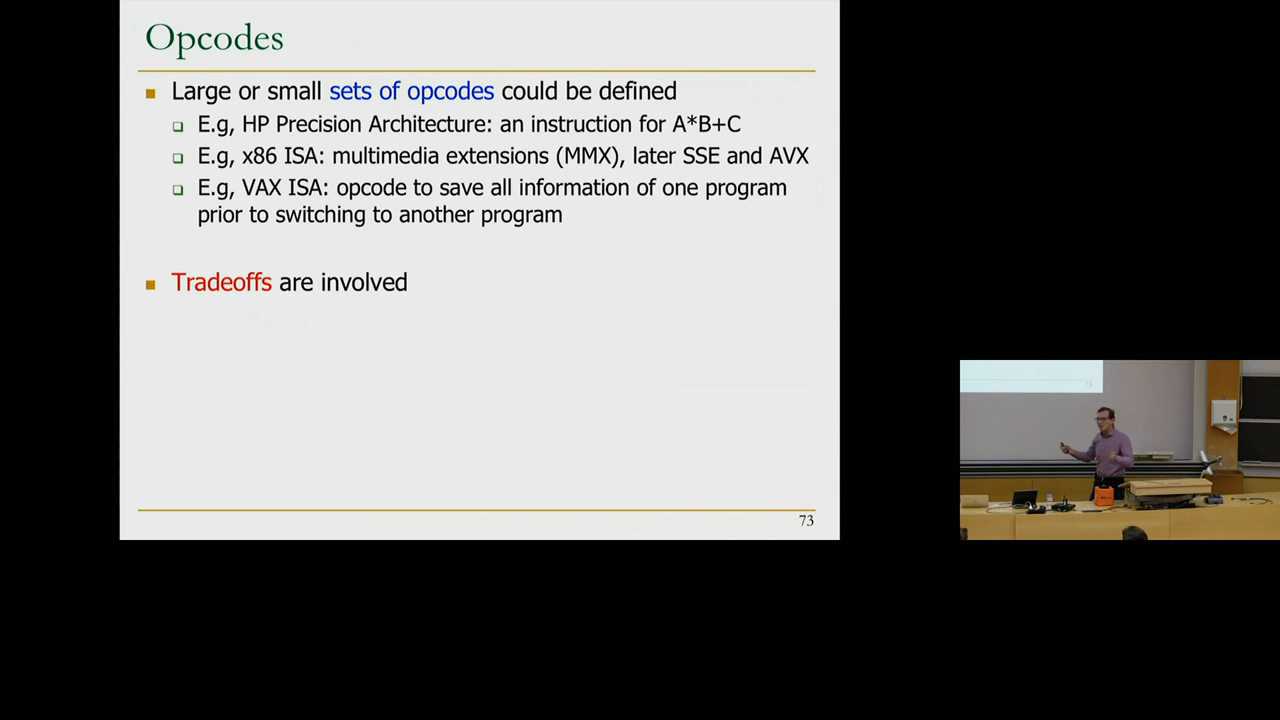 Opcodes
Large or small sets of opcodes could be defined
E.g, HP Precision Architecture: an instruction for A*B+C
E.g, x86 ISA: multimedia extensions (MMX), later SSE and AVX
E.g, VAX ISA: opcode to save all information of one program
prior to switching to another program
Tradeoffs are involved
73